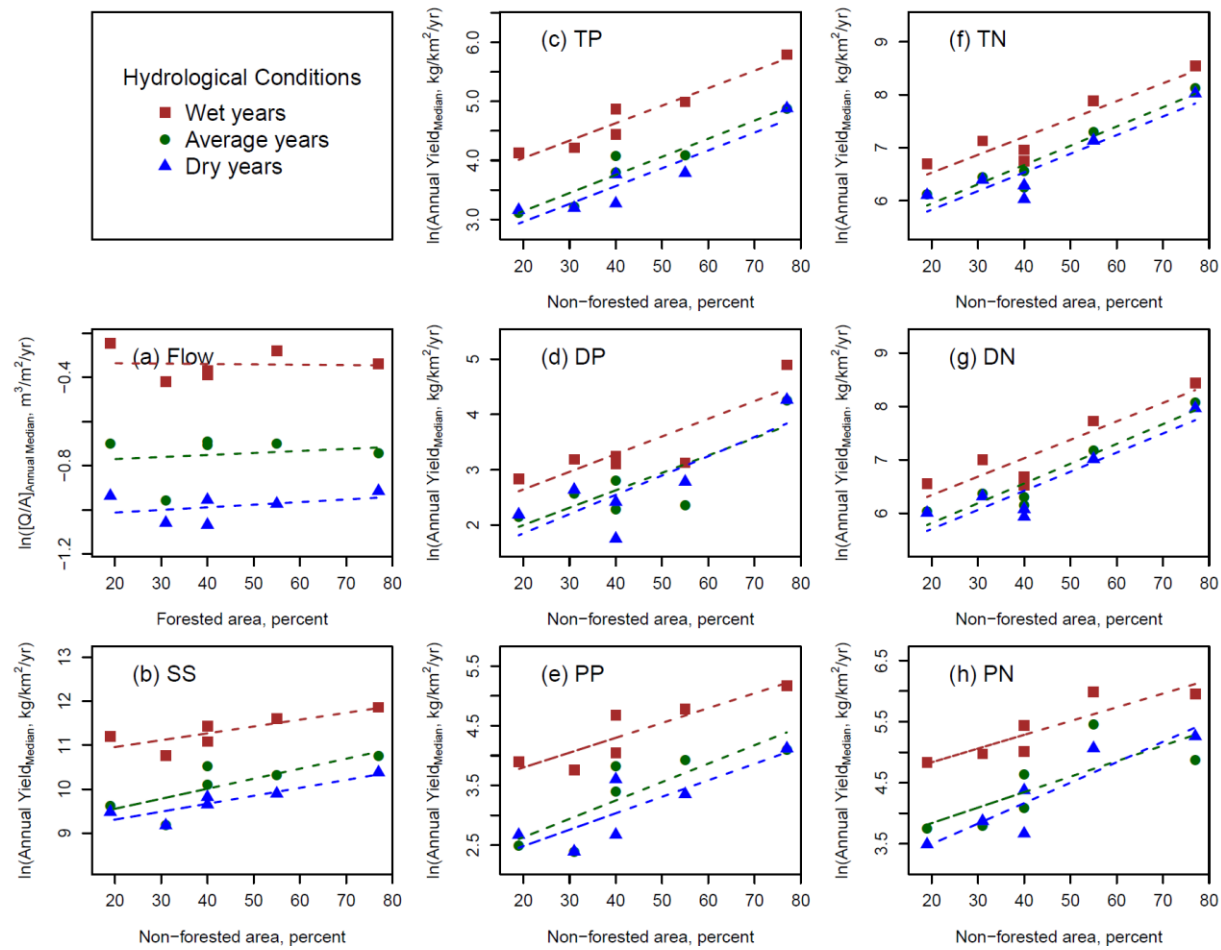 Hydrological Conditions
Wet years
Average years
Dry years
(c) TP
ln(Annual Yield_Median, kg/km²/yr)
6.0
5.0
4.0
3.0
20 30 40 50 60 70 80
Non−forested area, percent
(f) TN
ln(Annual Yield_Median, kg/km²/yr)
9
8
7
6
20 30 40 50 60 70 80
Non−forested area, percent
(a) Flow
ln([Q/A]_Annual Median, m³/m²/yr)
−0.4
−0.8
−1.2
20 30 40 50 60 70 80
Forested area, percent
(d) DP
ln(Annual Yield_Median, kg/km²/yr)
5
4
3
2
20 30 40 50 60 70 80
Non−forested area, percent
(g) DN
ln(Annual Yield_Median, kg/km²/yr)
9
8
7
6
20 30 40 50 60 70 80
Non−forested area, percent
(b) SS
ln(Annual Yield_Median, kg/km²/yr)
13
12
11
10
9
20 30 40 50 60 70 80
Non−forested area, percent
(e) PP
ln(Annual Yield_Median, kg/km²/yr)
5.5
4.5
3.5
2.5
20 30 40 50 60 70 80
Non−forested area, percent
(h) PN
ln(Annual Yield_Median, kg/km²/yr)
6.5
5.5
4.5
3.5
20 30 40 50 60 70 80
Non−forested area, percent